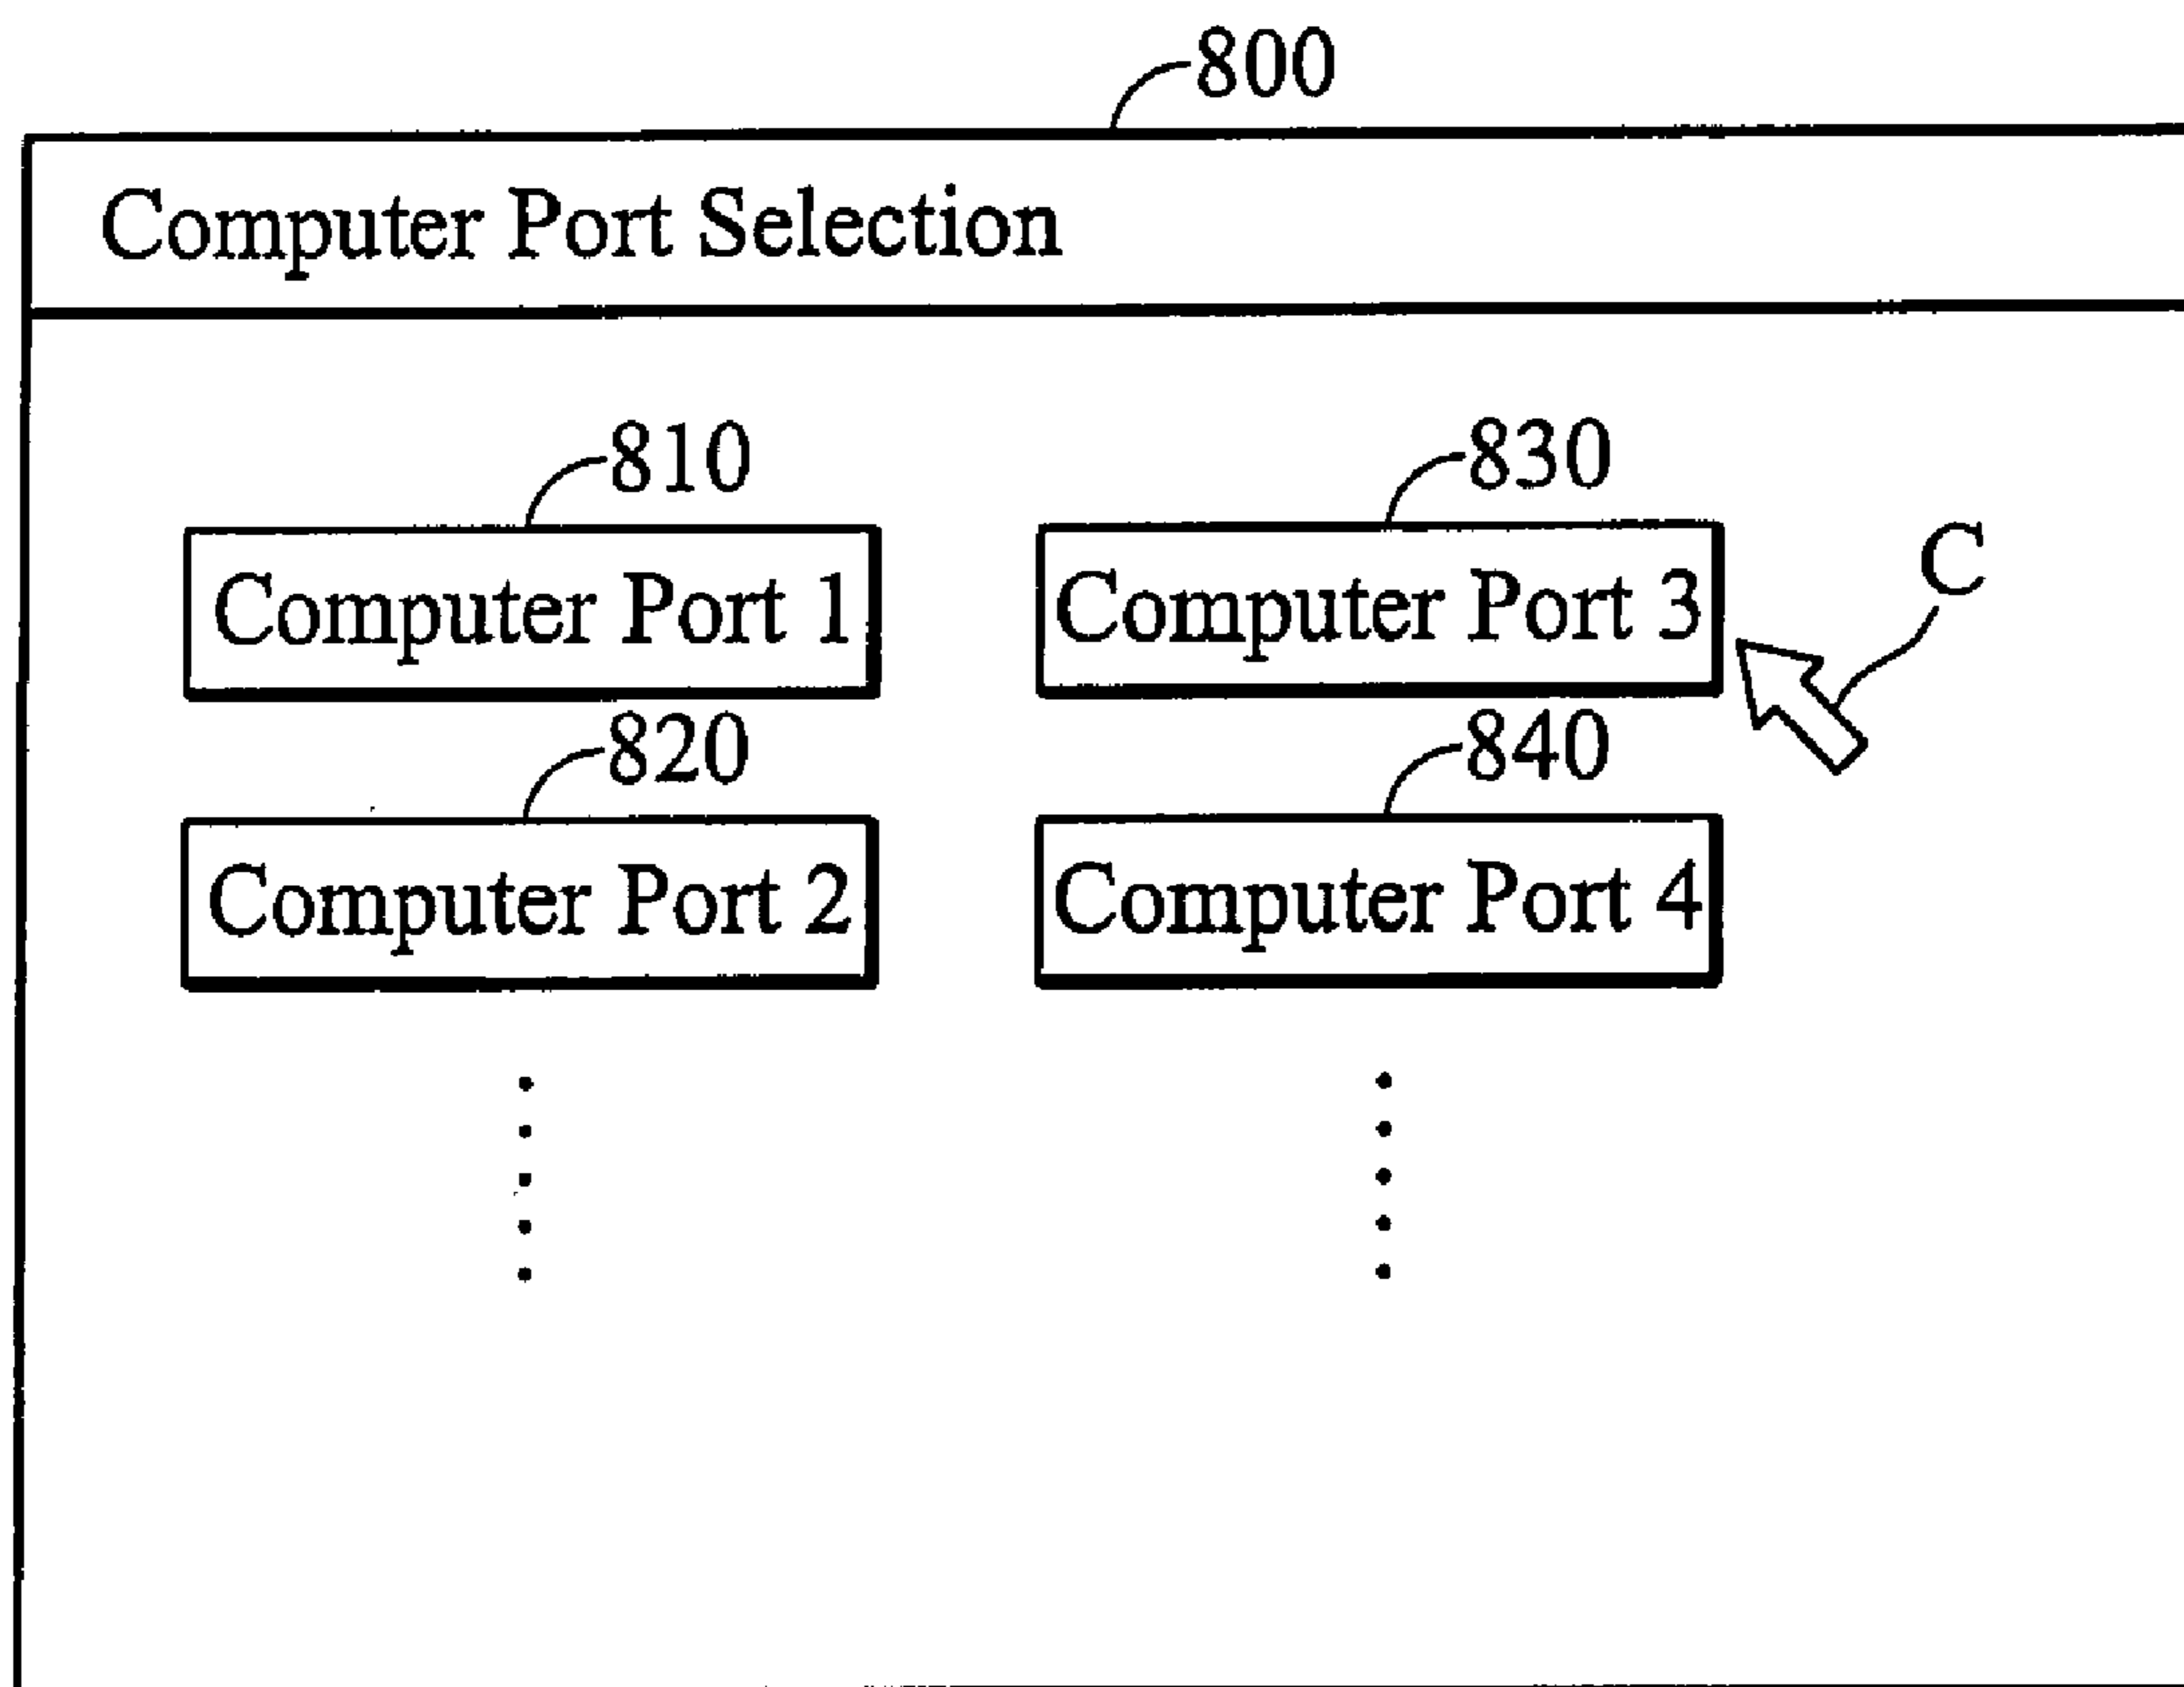 800
Computer Port Selection
810
830
Computer Port 1
Computer Port 3
C
820
840
Computer Port 2
Computer Port 4